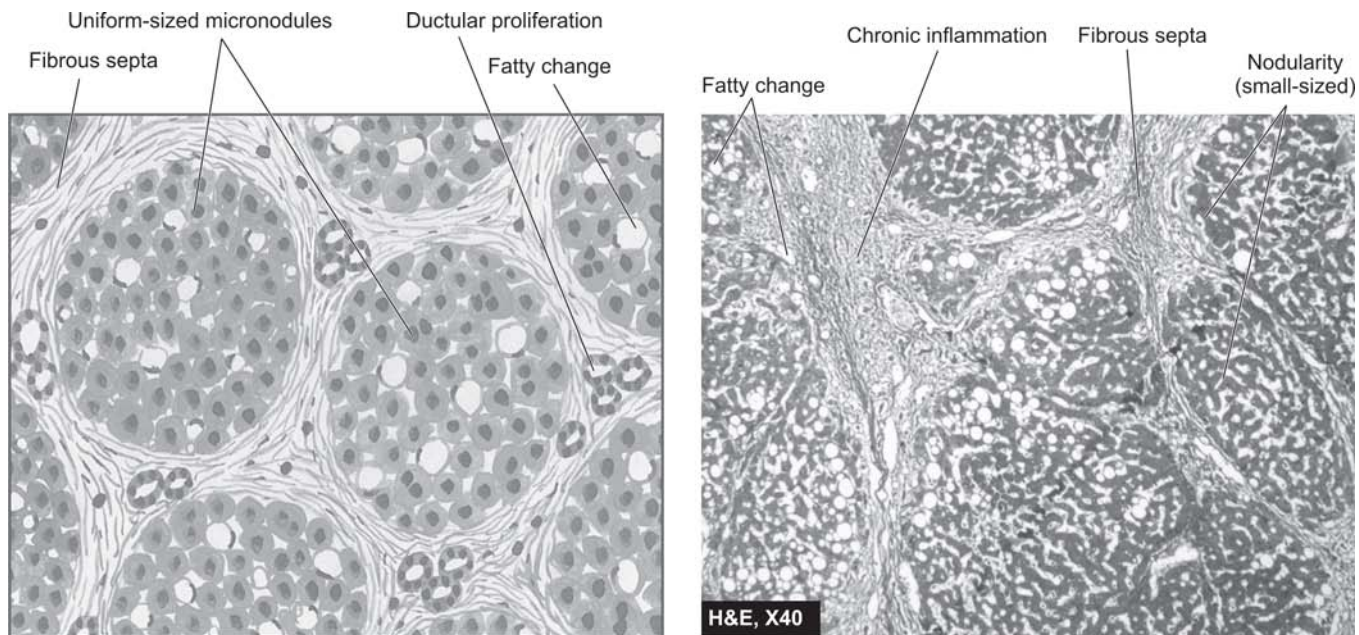 Uniform-sized micronodules
Ductular proliferation
Fibrous septa
Fatty change
Chronic inflammation
Fibrous septa
Fatty change
Nodularity
(small-sized)
H&E, X40